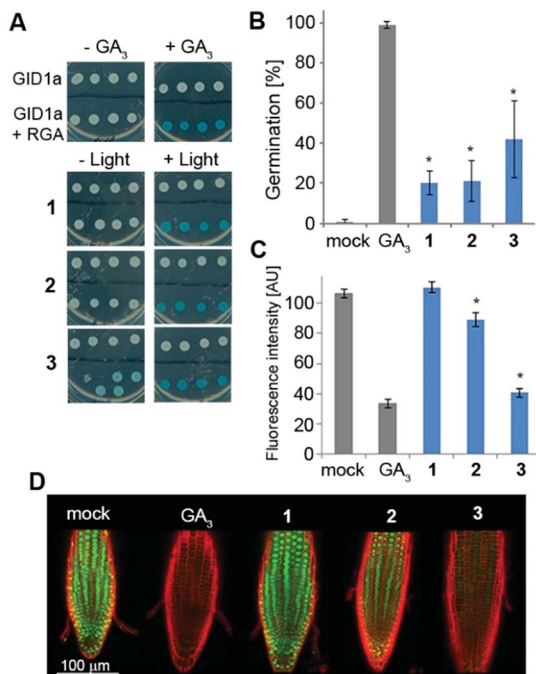 A
- GA3 + GA3
GID1a
GID1a
+ RGA
- Light + Light
1
2
3
B
Germination [%]
100
80
60
40
20
0
* * *
mock GA3 1 2 3
C
Fluorescence intensity [AU]
100
80
60
40
20
0
* *
mock GA3 1 2 3
D
mock GA3 1 2 3
100 µm